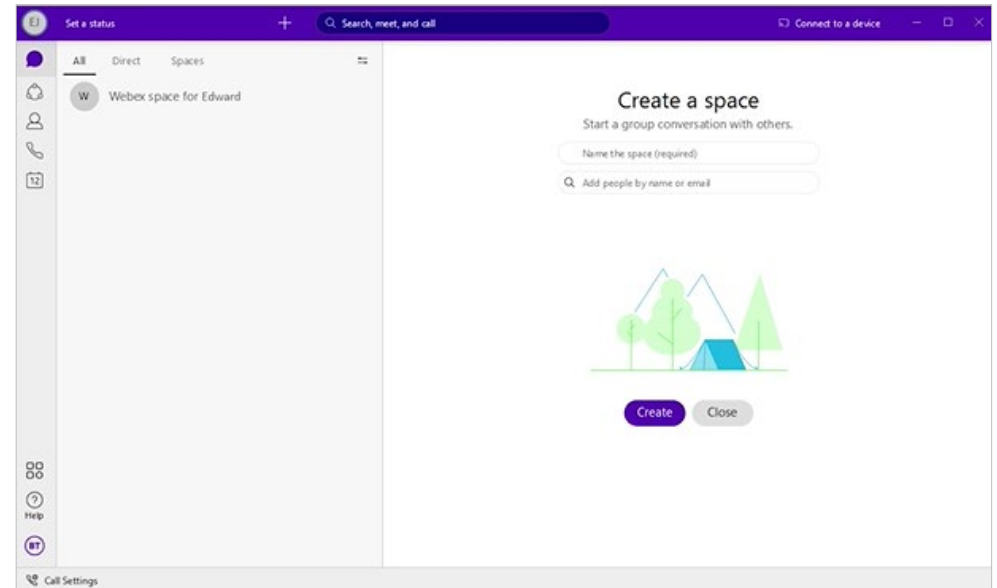 EJ Set a status + Search, meet, and call Connect to a device
All Direct Spaces
W Webex space for Edward
12
Help
BT
Create a space
Start a group conversation with others.
Name the space (required)
Add people by name or email
Create Close
Call Settings